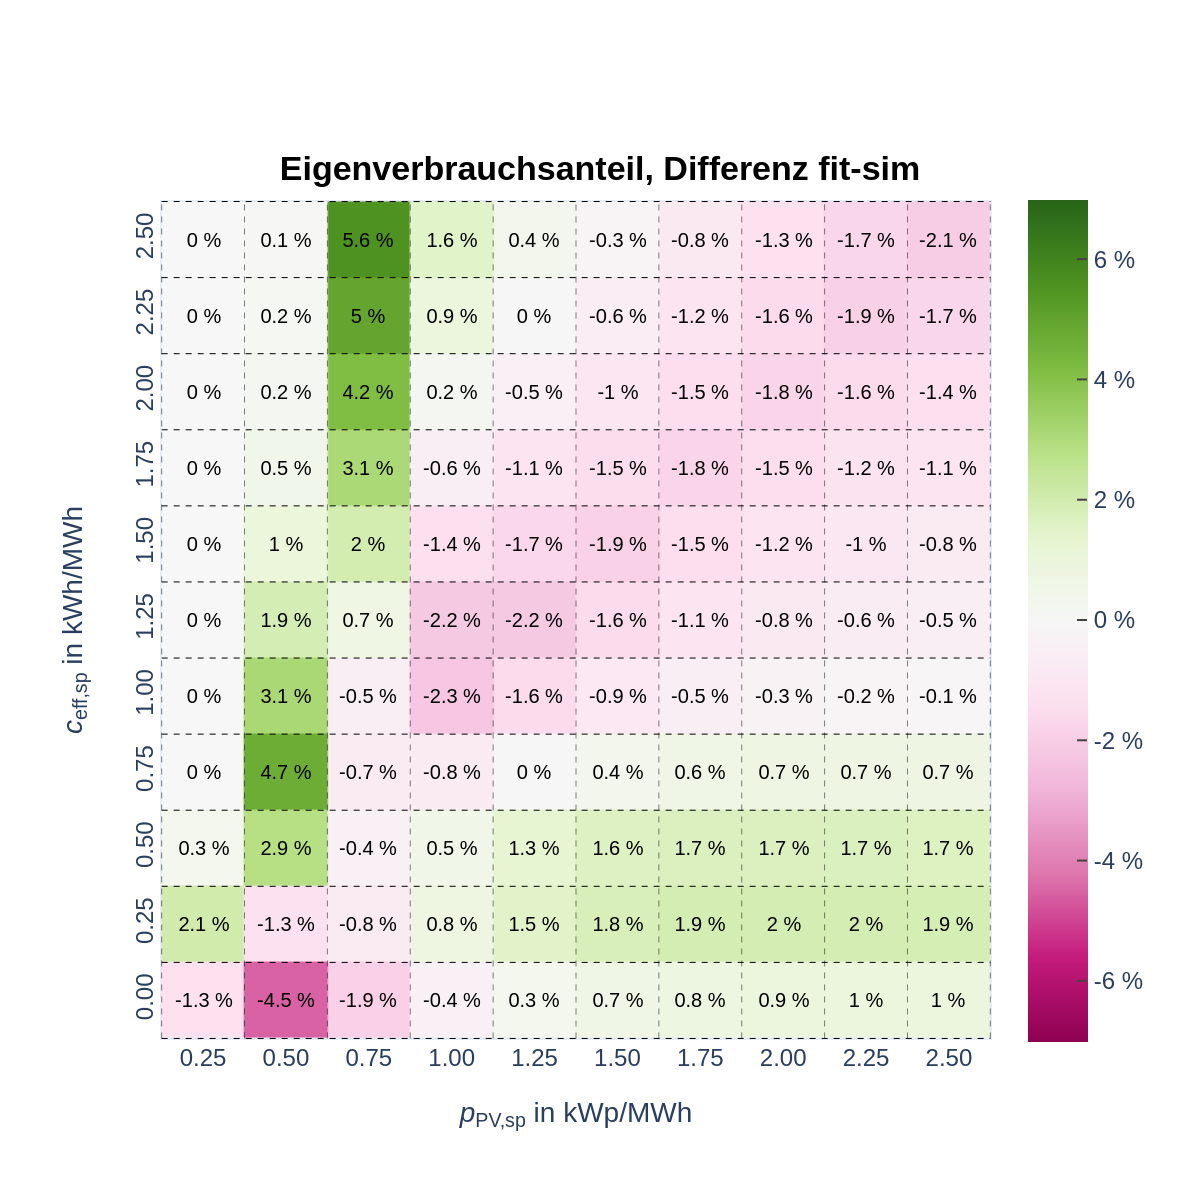 Eigenverbrauchsanteil, Differenz fit-sim
2.50 0 % 0.1 % 5.6 % 1.6 % 0.4 % -0.3 % -0.8 % -1.3 % -1.7 % -2.1 %
2.25 0 % 0.2 % 5 % 0.9 % 0 % -0.6 % -1.2 % -1.6 % -1.9 % -1.7 %
2.00 0 % 0.2 % 4.2 % 0.2 % -0.5 % -1 % -1.5 % -1.8 % -1.6 % -1.4 %
1.75 0 % 0.5 % 3.1 % -0.6 % -1.1 % -1.5 % -1.8 % -1.5 % -1.2 % -1.1 %
1.50 0 % 1 % 2 % -1.4 % -1.7 % -1.9 % -1.5 % -1.2 % -1 % -0.8 %
1.25 0 % 1.9 % 0.7 % -2.2 % -2.2 % -1.6 % -1.1 % -0.8 % -0.6 % -0.5 %
1.00 0 % 3.1 % -0.5 % -2.3 % -1.6 % -0.9 % -0.5 % -0.3 % -0.2 % -0.1 %
0.75 0 % 4.7 % -0.7 % -0.8 % 0 % 0.4 % 0.6 % 0.7 % 0.7 % 0.7 %
0.50 0.3 % 2.9 % -0.4 % 0.5 % 1.3 % 1.6 % 1.7 % 1.7 % 1.7 % 1.7 %
0.25 2.1 % -1.3 % -0.8 % 0.8 % 1.5 % 1.8 % 1.9 % 2 % 2 % 1.9 %
0.00 -1.3 % -4.5 % -1.9 % -0.4 % 0.3 % 0.7 % 0.8 % 0.9 % 1 % 1 %
0.25 0.50 0.75 1.00 1.25 1.50 1.75 2.00 2.25 2.50
pPV,sp in kWp/MWh
ceff,sp in kWh/MWh
6 %
4 %
2 %
0 %
-2 %
-4 %
-6 %